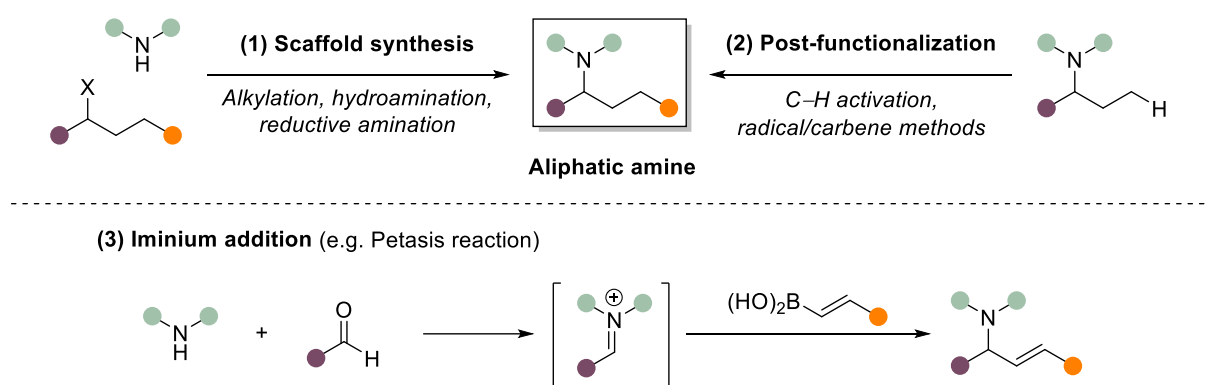 (1) Scaffold synthesis
Alkylation, hydroamination,
reductive amination
N
H
X
N
Aliphatic amine
(2) Post-functionalization
C–H activation,
radical/carbene methods
N
H
(3) Iminium addition (e.g. Petasis reaction)
N
H
+
O
H
N
+
(HO)2B
N